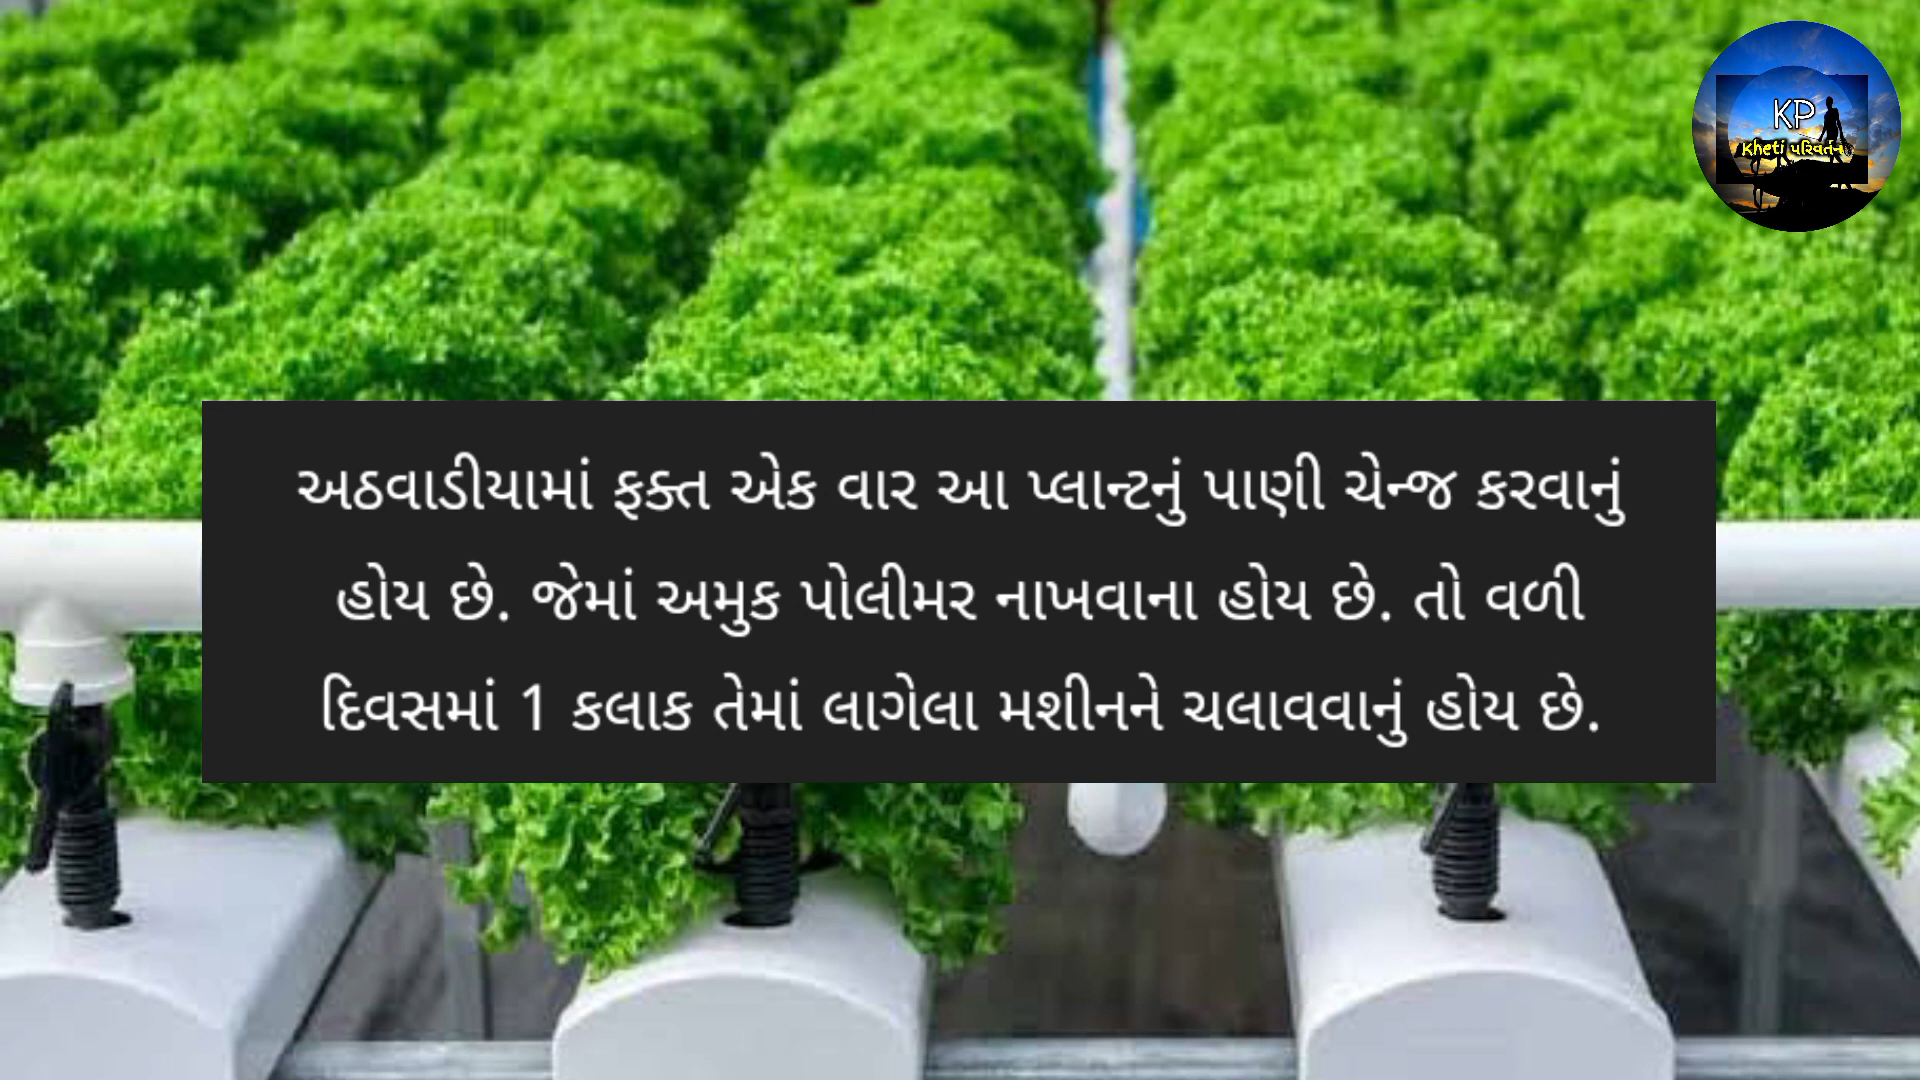 KP
Kheti પરિવર્તન
અઠવાડીયામાં ફક્ત એક વાર આ પ્લાન્ટનું પાણી ચેન્જ કરવાનું
હોય છે. જેમાં અમુક પોલીમર નાખવાના હોય છે. તો વળી
દિવસમાં 1 કલાક તેમાં લાગેલા મશીનને ચલાવવાનું હોય છે.